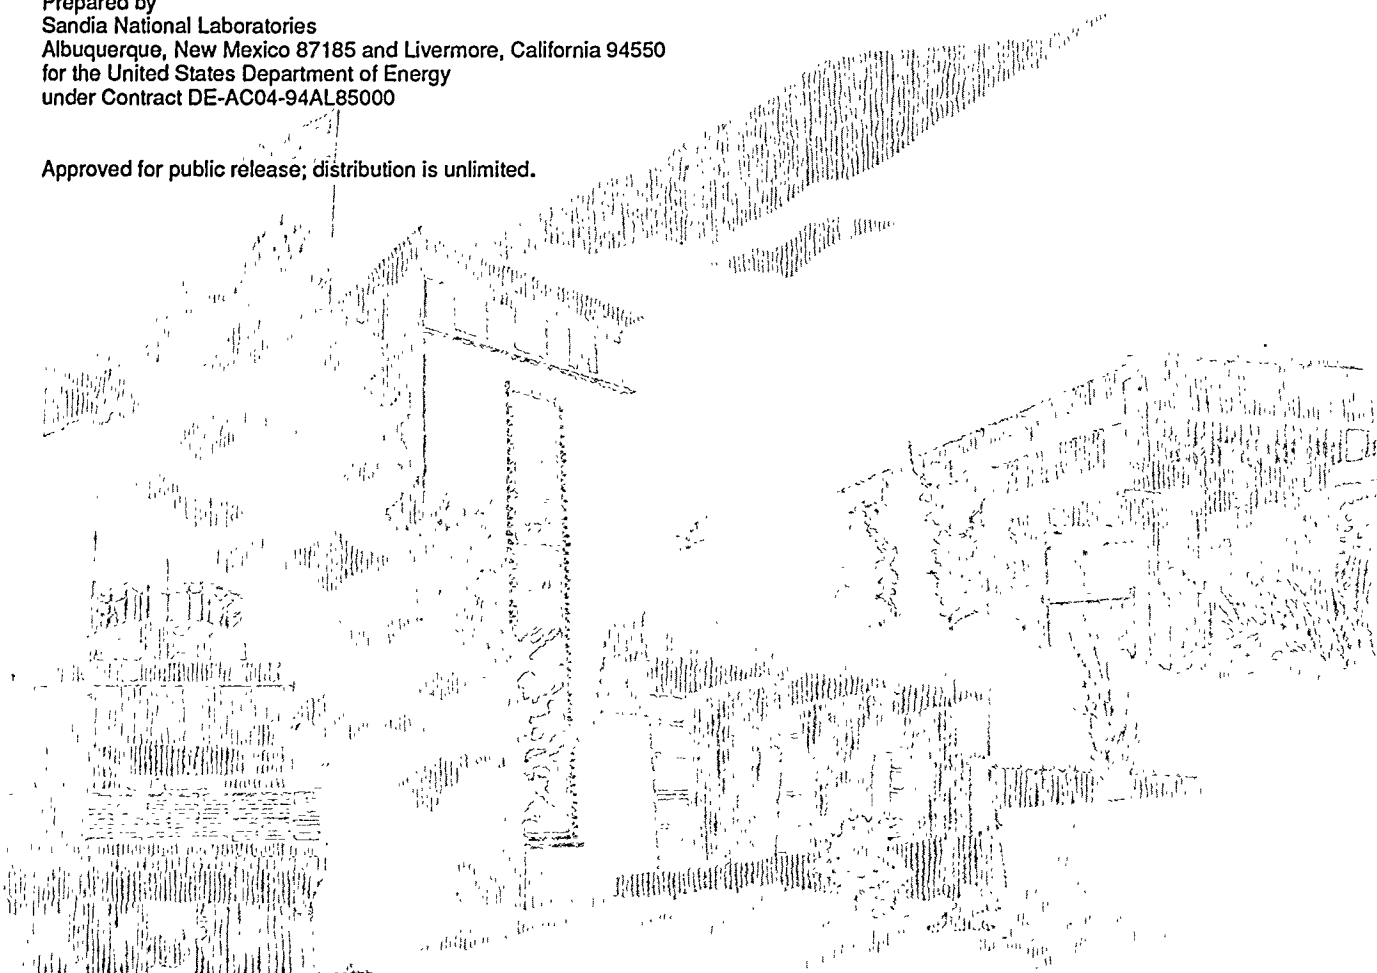 Prepared by
Sandia National Laboratories
Albuquerque, New Mexico 87185 and Livermore, California 94550
for the United States Department of Energy
under Contract DE-AC04-94AL85000
Approved for public release; distribution is unlimited.